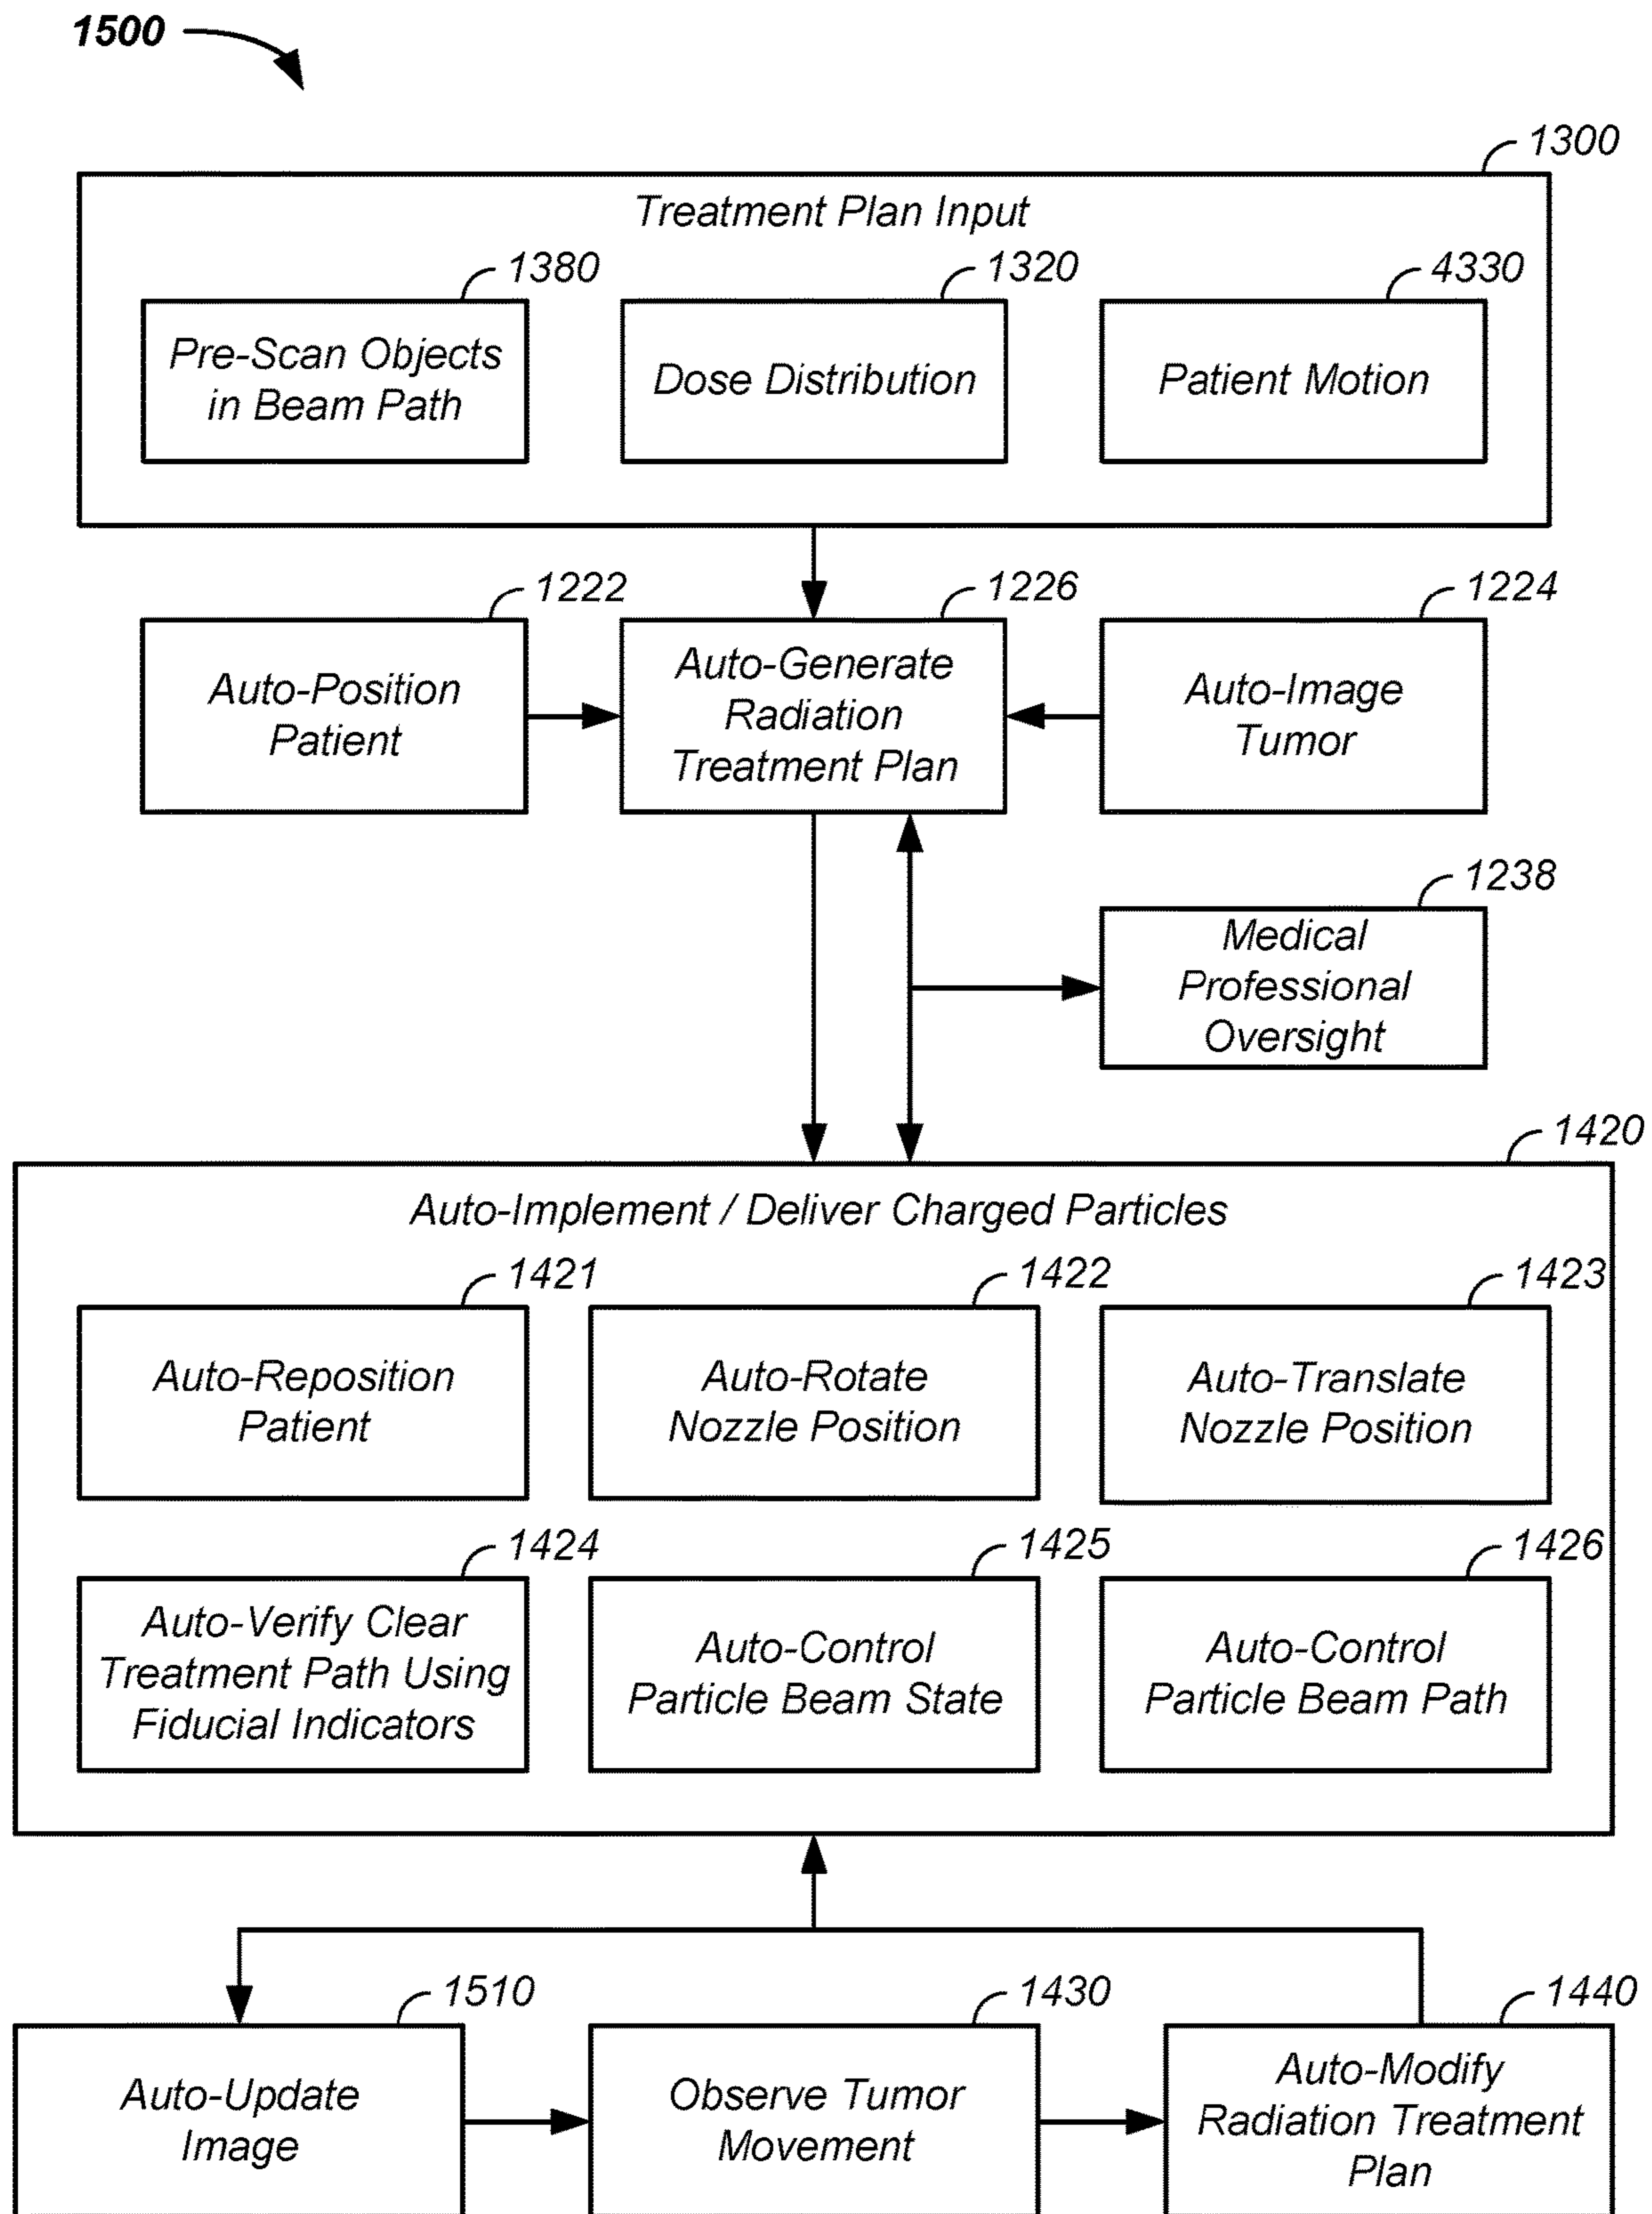 1500
1300
Treatment Plan Input
1380
1320
4330
Pre-Scan Objects
in Beam Path
Dose Distribution
Patient Motion
1222
1226
1224
Auto-Position
Patient
Auto-Generate
Radiation
Treatment Plan
Auto-Image
Tumor
1238
Medical
Professional
Oversight
1420
Auto-Implement / Deliver Charged Particles
1421
1422
1423
Auto-Reposition
Patient
Auto-Rotate
Nozzle Position
Auto-Translate
Nozzle Position
1424
1425
1426
Auto-Verify Clear
Treatment Path Using
Fiducial Indicators
Auto-Control
Particle Beam State
Auto-Control
Particle Beam Path
1510
1430
1440
Auto-Update
Image
Observe Tumor
Movement
Auto-Modify
Radiation Treatment
Plan